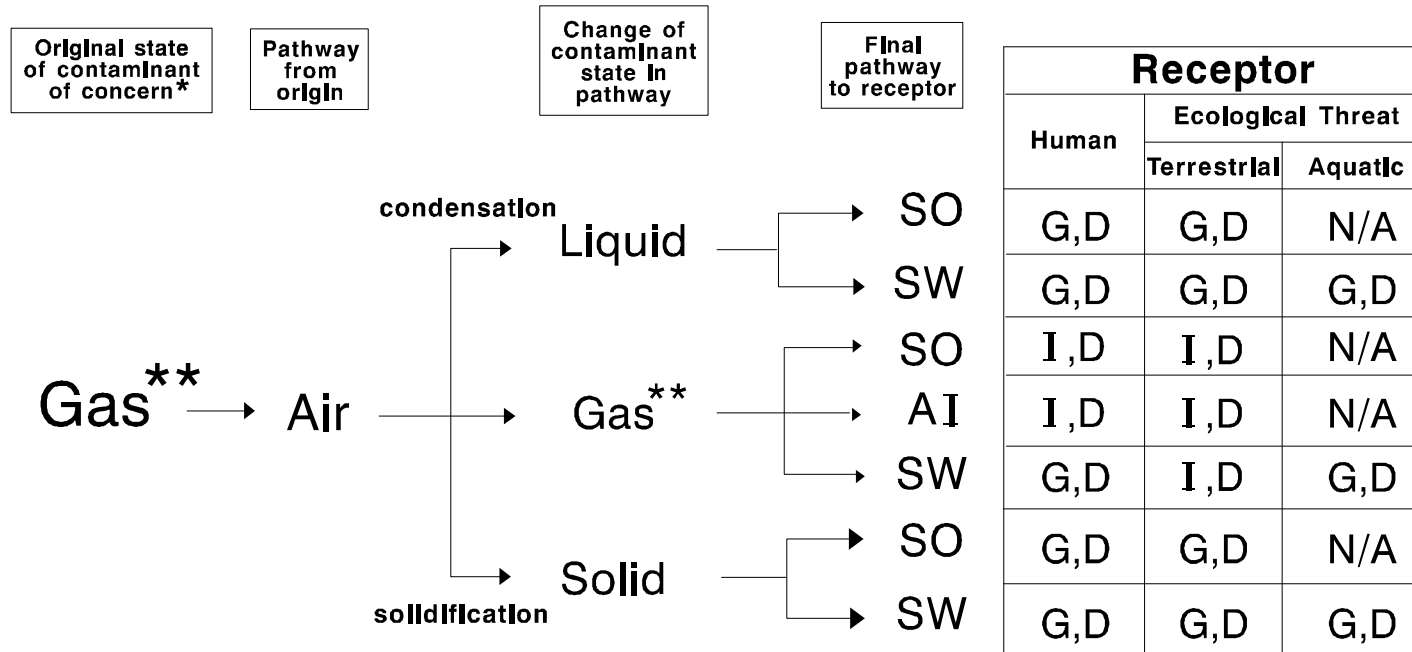 Original state
of contaminant
of concern*
Pathway
from
origin
Change of
contaminant
state in
pathway
Final
pathway
to receptor
Receptor
Human
Ecological Threat
Terrestrial
Aquatic
Gas**
Air
condensation
Liquid
SO
G,D
G,D
N/A
SW
G,D
G,D
G,D
Gas**
SO
I,D
I,D
N/A
AI
I,D
I,D
N/A
SW
G,D
I,D
G,D
solidification
Solid
SO
G,D
G,D
N/A
SW
G,D
G,D
G,D